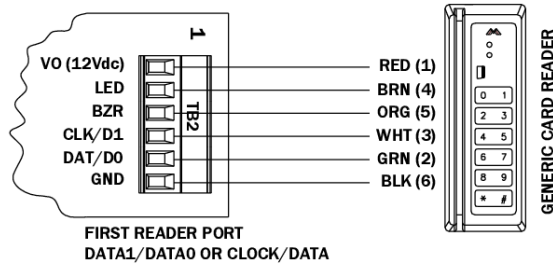 1
VO (12Vdc)
LED
BZR
CLK/D1
DAT/D0
GND
TB2
RED (1)
BRN (4)
ORG (5)
WHT (3)
GRN (2)
BLK (6)
0 1
2 3
4 5
6 7
8 9
* #
GENERIC CARD READER
FIRST READER PORT
DATA1/DATA0 OR CLOCK/DATA